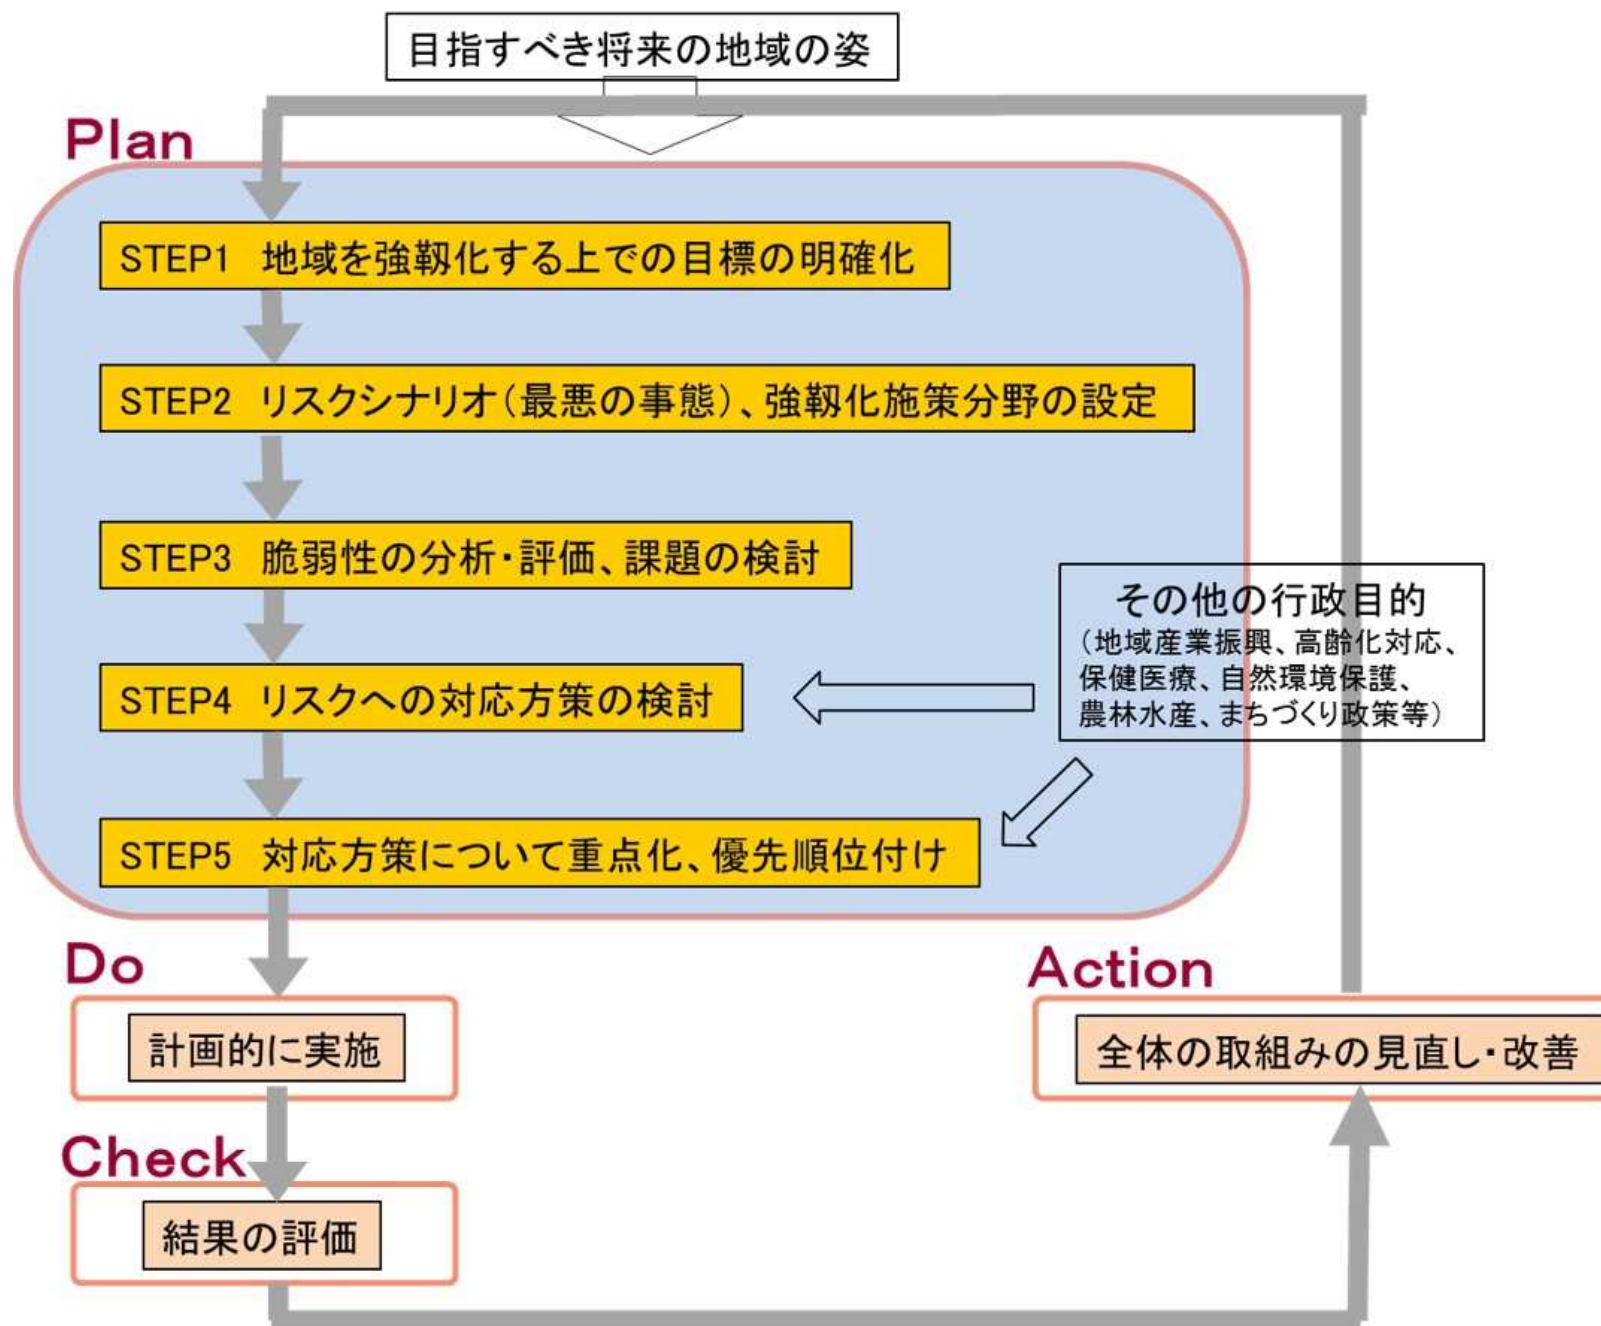 目指すべき将来の地域の姿
Plan
STEP1 地域を強靱化する上での目標の明確化
STEP2 リスクシナリオ(最悪の事態)、強靱化施策分野の設定
STEP3 脆弱性の分析・評価、課題の検討
その他の行政目的
(地域産業振興、高齢化対応、
保健医療、自然環境保護、
農林水産、まちづくり政策等)
STEP4 リスクへの対応方策の検討
STEP5 対応方策について重点化、優先順位付け
Do
計画的に実施
Check
結果の評価
Action
全体の取組みの見直し・改善